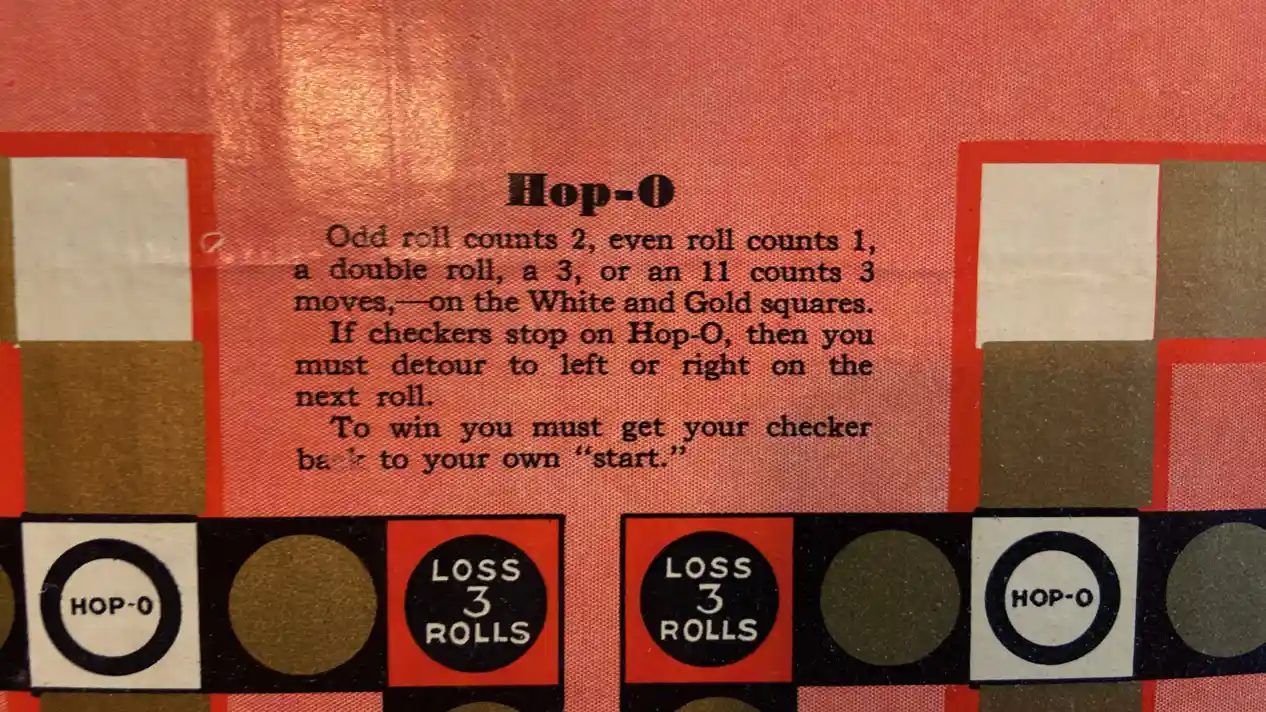 Hop-O
Odd roll counts 2, even roll counts 1,
a double roll, a 3, or an 11 counts 3
moves,—on the White and Gold squares.
If checkers stop on Hop-O, then you
must detour to left or right on the
next roll.
To win you must get your checker
back to your own “start.”
HOP-O
LOSS
3
ROLLS
LOSS
3
ROLLS
HOP-O